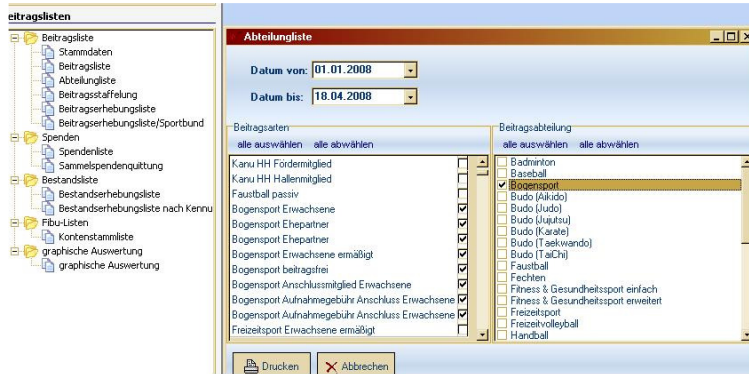 eitragslisten
Beitragsliste
Stammdaten
Beitragsliste
Abteilungliste
Beitragsstaffelung
Beitragserhebungsliste
Beitragserhebungsliste/Sportbund
Spenden
Spendenliste
Sammelspendenquittung
Bestandsliste
Bestandserhebungsliste
Bestandserhebungsliste nach Kennu
Fibu-Listen
Kontenstammliste
graphische Auswertung
graphische Auswertung
Abteilungliste
Datum von: 01.01.2008
Datum bis: 18.04.2008
Beitragsarten
alle auswählen alle abwählen
Kanu HH Fördermitglied
Kanu HH Hallenmitglied
Faustball passiv
Bogensport Erwachsene
Bogensport Ehepartner
Bogensport Ehepartner
Bogensport Erwachsene ermäßigt
Bogensport beitragsfrei
Bogensport Anschlussmitglied Erwachsene
Bogensport Aufnahmegebühr Anschluss Erwachsene
Bogensport Aufnahmegebühr Anschluss Erwachsene
Freizeitsport Erwachsene ermäßigt
Beitragsabteilung
alle auswählen alle abwählen
Badminton
Baseball
Bogensport
Budo (Aikido)
Budo (Judo)
Budo (Jujutsu)
Budo (Karate)
Budo (Taekwando)
Budo (TaiChi)
Faustball
Fechten
Fitness & Gesundheitssport einfach
Fitness & Gesundheitssport erweitert
Freizeitsport
Freizeitvolleyball
Handball
Drucken Abbrechen